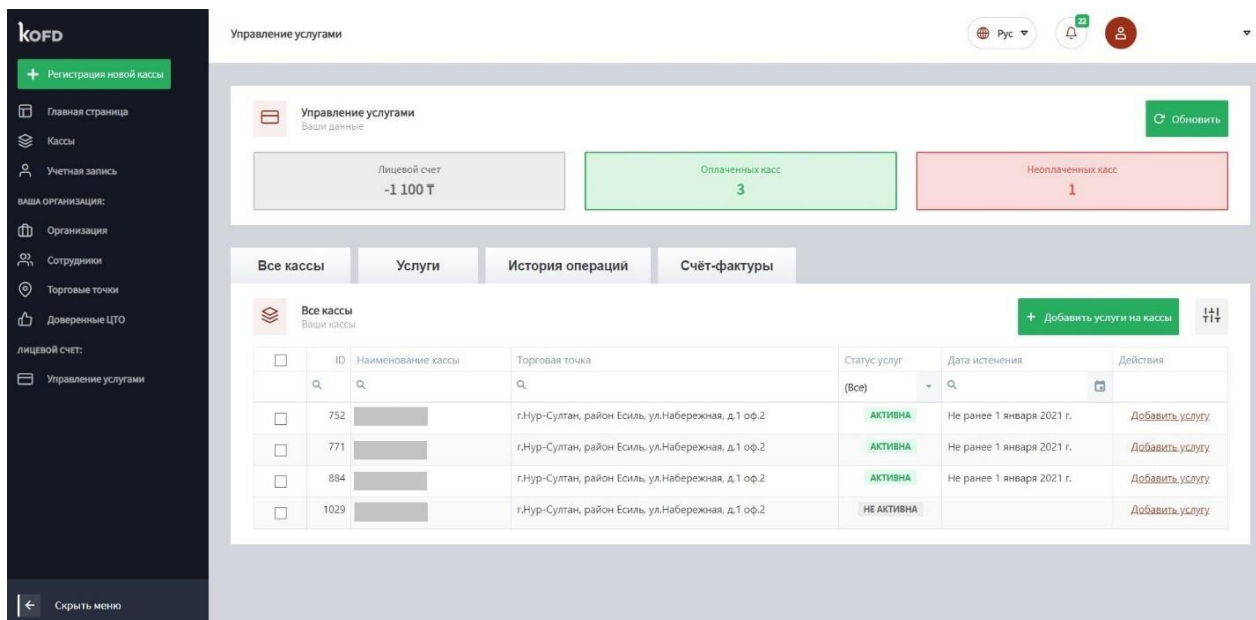 kOFD
Управление услугами
Рус
22
+ Регистрация новой кассы
Главная страница
Кассы
Учетная запись
ВАША ОРГАНИЗАЦИЯ:
Организация
Сотрудники
Торговые точки
Доверенные ЦТО
ЛИЦЕВОЙ СЧЕТ:
Управление услугами
Скрыть меню
Управление услугами
Ваши данные
Обновить
Лицевой счет
-1 100 ₸
Оплаченных касс
3
Неоплаченных касс
1
Все кассы Услуги История операций Счёт-фактуры
Все кассы
Ваши кассы
+ Добавить услуги на кассы
ID Наименование кассы Торговая точка Статус услуг Дата истечения Действия
(Все)
752 г.Нур-Султан, район Есиль, ул.Набережная, д.1 оф.2 АКТИВНА Не ранее 1 января 2021 г. Добавить услугу
771 г.Нур-Султан, район Есиль, ул.Набережная, д.1 оф.2 АКТИВНА Не ранее 1 января 2021 г. Добавить услугу
884 г.Нур-Султан, район Есиль, ул.Набережная, д.1 оф.2 АКТИВНА Не ранее 1 января 2021 г. Добавить услугу
1029 г.Нур-Султан, район Есиль, ул.Набережная, д.1 оф.2 НЕ АКТИВНА Добавить услугу